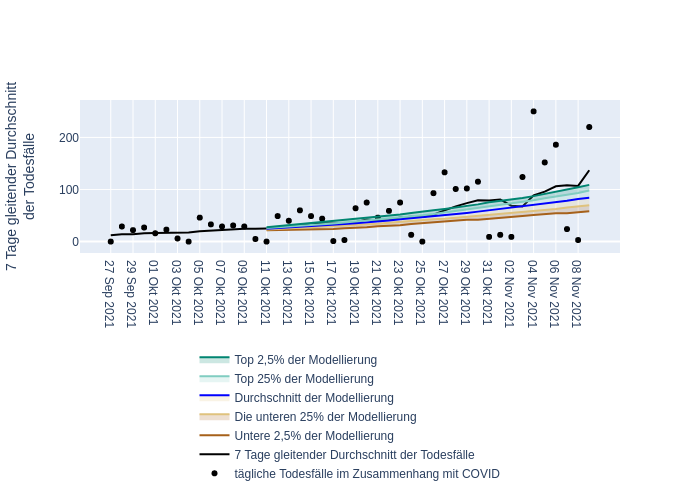 7 Tage gleitender Durchschnitt
der Todesfälle
200
100
0
27 Sep 2021
29 Sep 2021
01 Okt 2021
03 Okt 2021
05 Okt 2021
07 Okt 2021
09 Okt 2021
11 Okt 2021
13 Okt 2021
15 Okt 2021
17 Okt 2021
19 Okt 2021
21 Okt 2021
23 Okt 2021
25 Okt 2021
27 Okt 2021
29 Okt 2021
31 Okt 2021
02 Nov 2021
04 Nov 2021
06 Nov 2021
08 Nov 2021
Top 2,5% der Modellierung
Top 25% der Modellierung
Durchschnitt der Modellierung
Die unteren 25% der Modellierung
Untere 2,5% der Modellierung
7 Tage gleitender Durchschnitt der Todesfälle
tägliche Todesfälle im Zusammenhang mit COVID